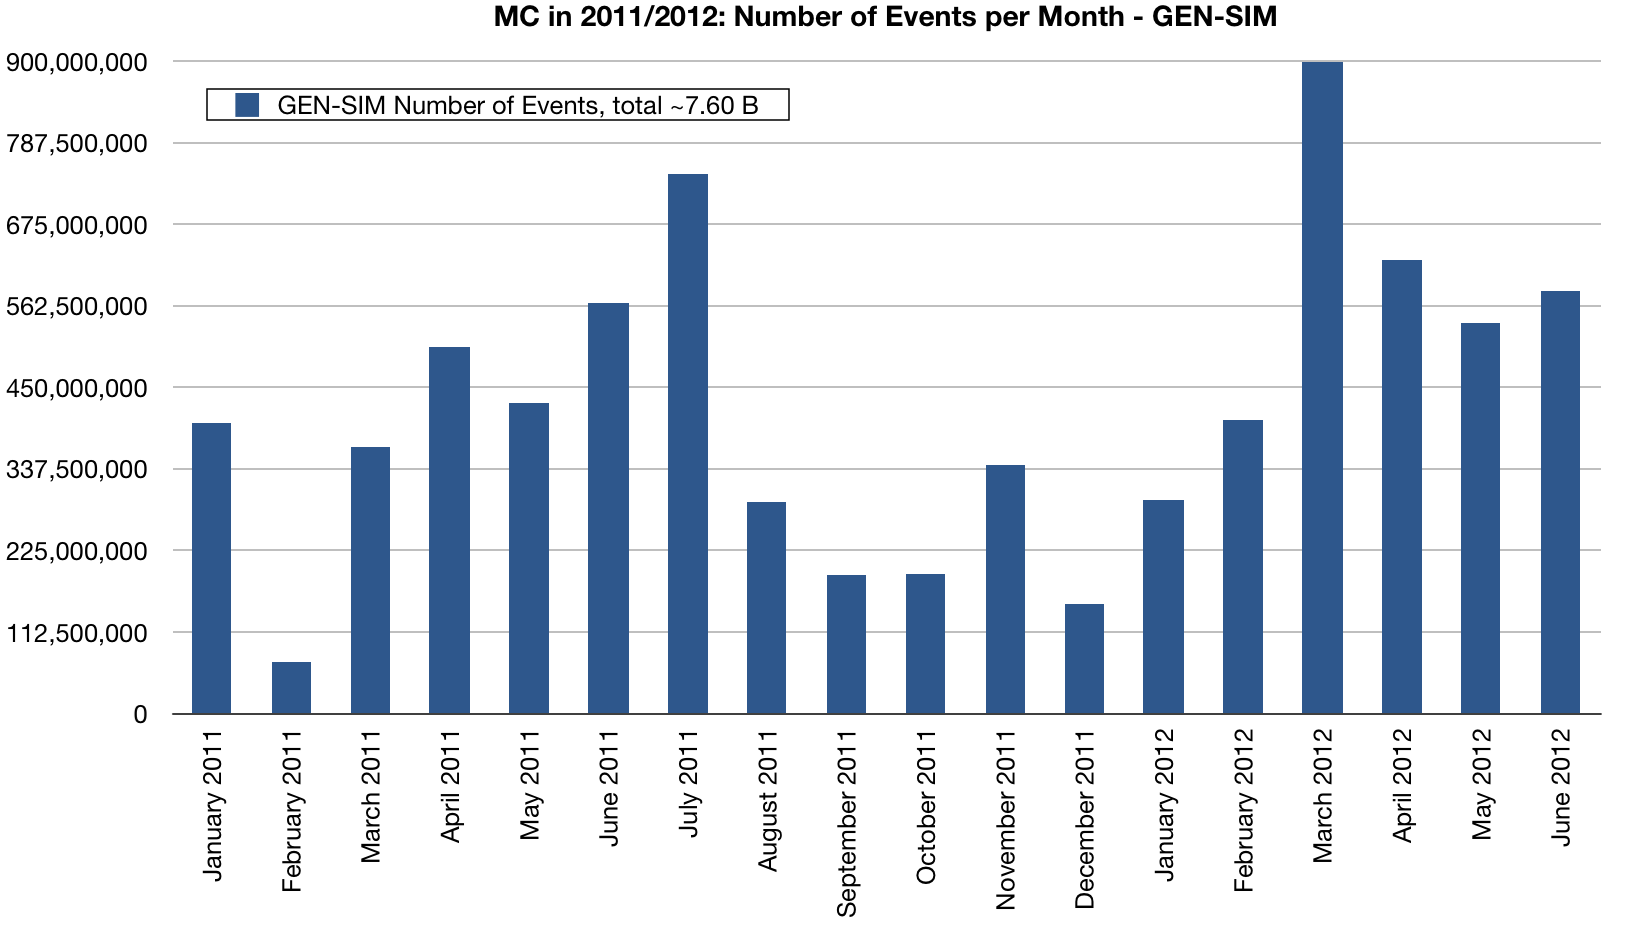 MC in 2011/2012: Number of Events per Month - GEN-SIM
900,000,000
GEN-SIM Number of Events, total ~7.60 B
787,500,000
675,000,000
562,500,000
450,000,000
337,500,000
225,000,000
112,500,000
0
January 2011
February 2011
March 2011
April 2011
May 2011
June 2011
July 2011
August 2011
September 2011
October 2011
November 2011
December 2011
January 2012
February 2012
March 2012
April 2012
May 2012
June 2012